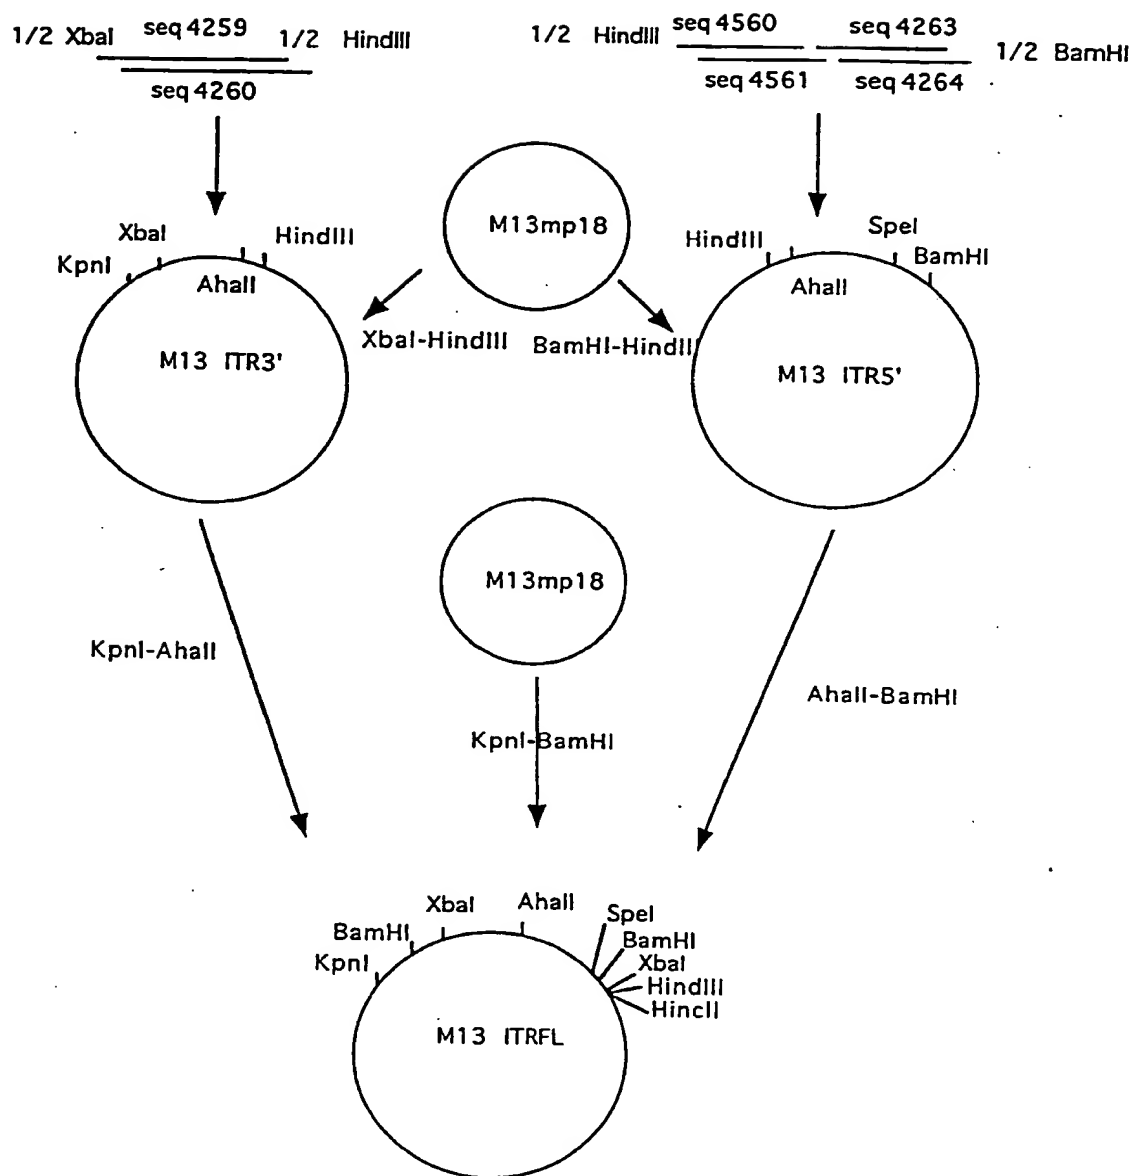 1/2 XbaI seq 4259 1/2 HindIII
seq 4260
1/2 HindIII seq 4560 seq 4263 1/2 BamHI
seq 4561 seq 4264
M13mp18
KpnI XbaI AhaII HindIII
M13 ITR3'
XbaI-HindIII
BamHI-HindIII
HindIII AhaII SpeI BamHI
M13 ITR5'
M13mp18
KpnI-AhaII
KpnI-BamHI
AhaII-BamHI
KpnI BamHI XbaI AhaII SpeI
BamHI
XbaI
HindIII
HincII
M13 ITRFL